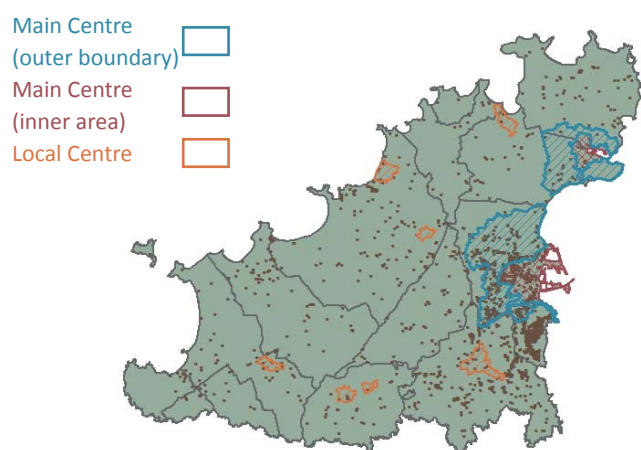 Main Centre
(outer boundary)
Main Centre
(inner area)
Local Centre